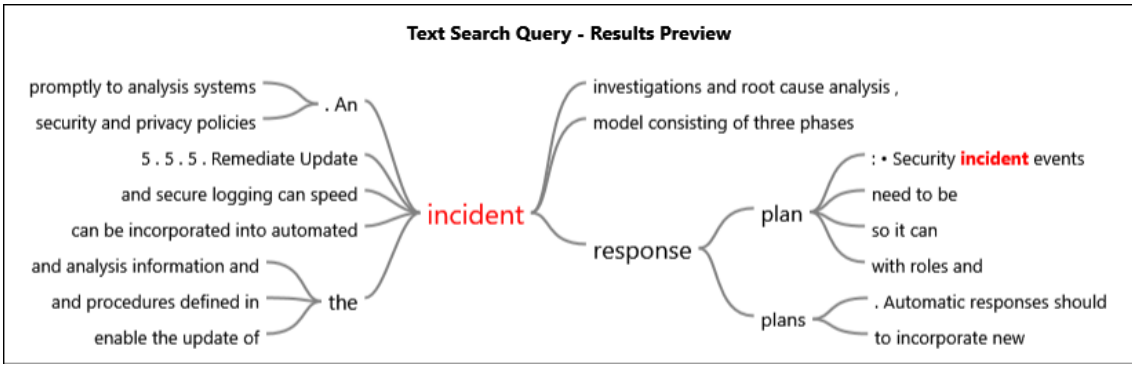 Text Search Query - Results Preview
promptly to analysis systems
security and privacy policies
. An
5 . 5 . 5 . Remediate Update
and secure logging can speed
can be incorporated into automated
and analysis information and
and procedures defined in
enable the update of
the
incident
investigations and root cause analysis ,
model consisting of three phases
response
plan
: • Security incident events
need to be
so it can
with roles and
plans
. Automatic responses should
to incorporate new